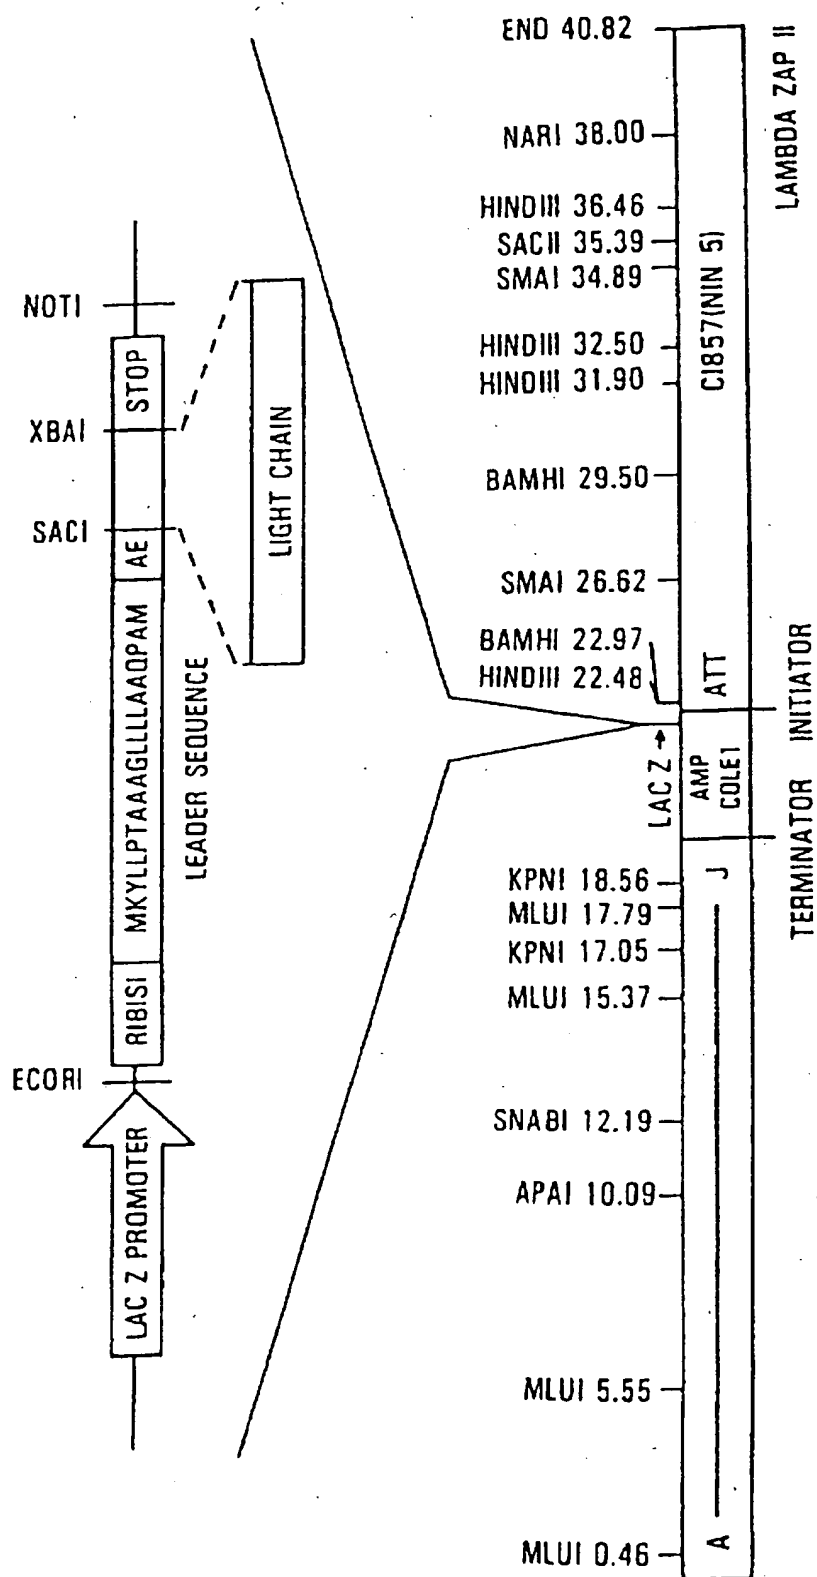 NOTI
XBAI
SACI
ECORI
STOP
AE
MKYLLPTAAAGLLLLAAQPAM
RIBISI
LAC Z PROMOTER
LEADER SEQUENCE
LIGHT CHAIN
END 40.82
NARI 38.00
HINDIII 36.46
SACII 35.39
SMAI 34.89
HINDIII 32.50
HINDIII 31.90
BAMHI 29.50
SMAI 26.62
BAMHI 22.97
HINDIII 22.48
LAC Z
KPNI 18.56
MLUI 17.79
KPNI 17.05
MLUI 15.37
SNABI 12.19
APAI 10.09
MLUI 5.55
MLUI 0.46
CI857(NIN 5)
ATT
AMP
COLE1
J
A
LAMBDA ZAP II
INITIATOR
TERMINATOR